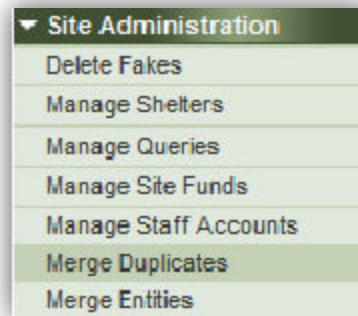 Site Administration
Delete Fakes
Manage Shelters
Manage Queries
Manage Site Funds
Manage Staff Accounts
Merge Duplicates
Merge Entities